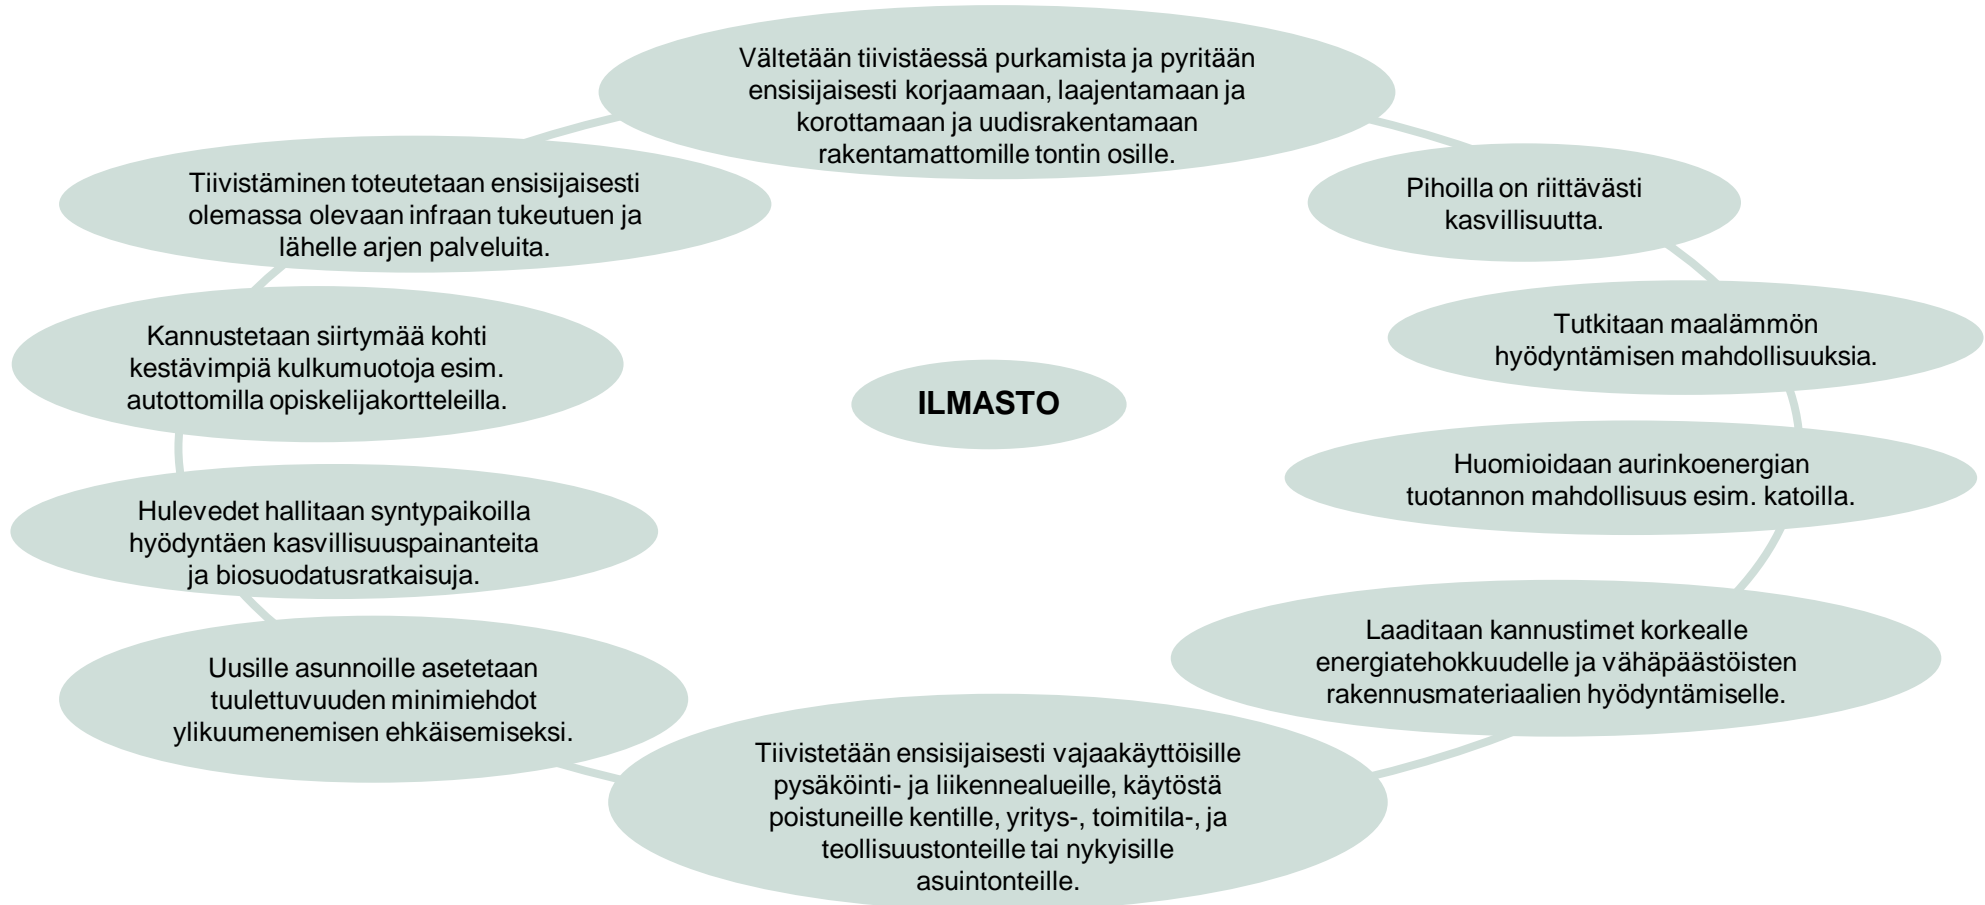 Vältetään tiivistäessä purkamista ja pyritään
ensisijaisesti korjaamaan, laajentamaan ja
korottamaan ja uudisrakentamaan
rakentamattomille tontin osille.
Pihoilla on riittävästi
kasvillisuutta.
Tutkitaan maalämmön
hyödyntämisen mahdollisuuksia.
Huomioidaan aurinkoenergian
tuotannon mahdollisuus esim. katoilla.
Laaditaan kannustimet korkealle
energiatehokkuudelle ja vähäpäästöisten
rakennusmateriaalien hyödyntämiselle.
Tiivistetään ensisijaisesti vajaakäyttöisille
pysäköinti- ja liikennealueille, käytöstä
poistuneille kentille, yritys-, toimitila-, ja
teollisuustonteille tai nykyisille
asuintonteille.
Uusille asunnoille asetetaan
tuulettuvuuden minimiehdot
ylikuumenemisen ehkäisemiseksi.
Hulevedet hallitaan syntypaikoilla
hyödyntäen kasvillisuuspainanteita
ja biosuodatusratkaisuja.
Kannustetaan siirtymää kohti
kestävimpiä kulkumuotoja esim.
autottomilla opiskelijakortteleilla.
Tiivistäminen toteutetaan ensisijaisesti
olemassa olevaan infraan tukeutuen ja
lähelle arjen palveluita.
ILMASTO